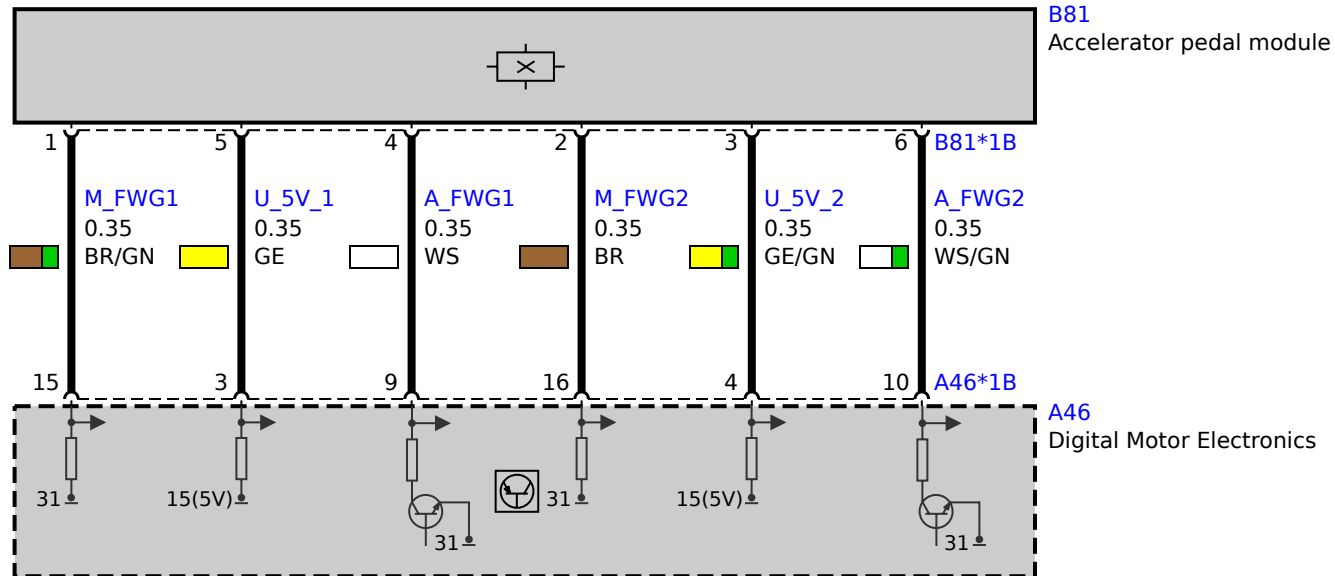 B81
Accelerator pedal module
1 5 4 2 3 6 B81*1B
M_FWG1 U_5V_1 A_FWG1 M_FWG2 U_5V_2 A_FWG2
0.35 0.35 0.35 0.35 0.35 0.35
BR/GN GE WS BR GE/GN WS/GN
15 3 9 16 4 10 A46*1B
A46
Digital Motor Electronics
31 15(5V) 31 15(5V)
31 31